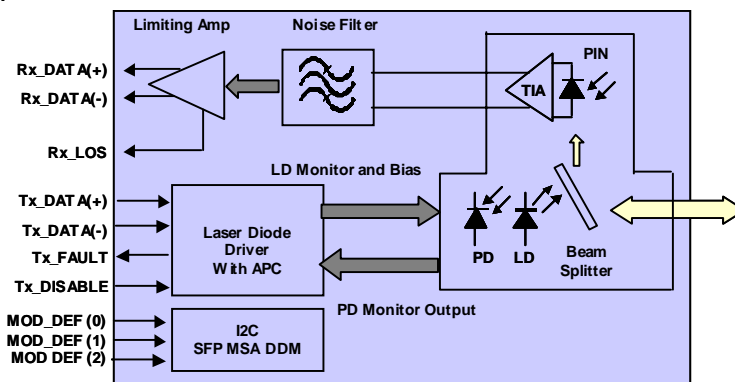 Limiting Amp
Noise Filter
PIN
TIA
Rx_DATA(+)
Rx_DATA(-)
Rx_LOS
LD Monitor and Bias
Tx_DATA(+)
Tx_DATA(-)
Tx_FAULT
Tx_DISABLE
Laser Diode
Driver
With APC
PD
LD
Beam
Splitter
PD Monitor Output
MOD_DEF(0)
MOD_DEF(1)
MOD DEF(2)
I2C
SFP MSA DDM